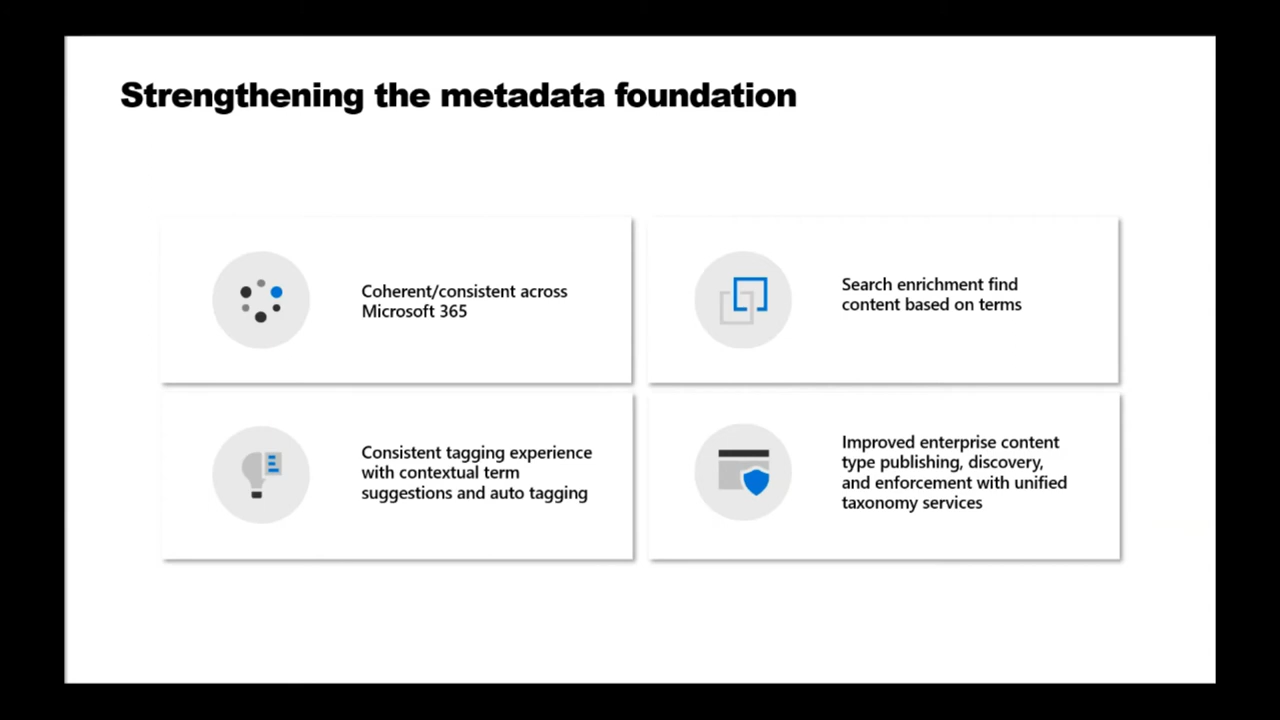 Strengthening the metadata foundation
Coherent/consistent across
Microsoft 365
Search enrichment find
content based on terms
Consistent tagging experience
with contextual term
suggestions and auto tagging
Improved enterprise content
type publishing, discovery,
and enforcement with unified
taxonomy services